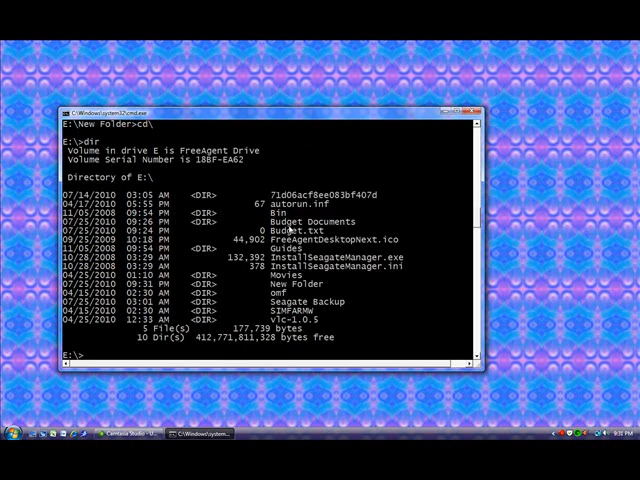 C:\Windows\system32\cmd.exe
E:\New Folder>cd\
E:\>dir
Volume in drive E is FreeAgent Drive
Volume Serial Number is 18BF-EA62
Directory of E:\
07/14/2010 03:05 AM <DIR> 71d06acf8ee083bf407d
04/17/2010 05:55 PM 67 autorun.inf
11/05/2008 09:54 PM <DIR> Bin
07/25/2010 09:26 PM <DIR> Budget Documents
07/25/2010 09:24 PM 0 Budget.txt
09/25/2009 10:18 PM 44,902 FreeAgentDesktopNext.ico
11/05/2008 09:54 PM <DIR> Guides
10/28/2008 03:29 AM 132,392 InstallSeagateManager.exe
10/28/2008 03:29 AM 378 InstallSeagateManager.ini
04/25/2010 01:10 AM <DIR> Movies
07/25/2010 09:31 PM <DIR> New Folder
04/15/2010 02:30 AM <DIR> omf
07/25/2010 03:01 AM <DIR> Seagate Backup
04/15/2010 02:30 AM <DIR> SIMFARMW
04/25/2010 12:33 AM <DIR> vlc-1.0.5
5 File(s) 177,739 bytes
10 Dir(s) 412,771,811,328 bytes free
E:\>
Camtasia Studio - U... C:\Windows\system... 9:31 PM